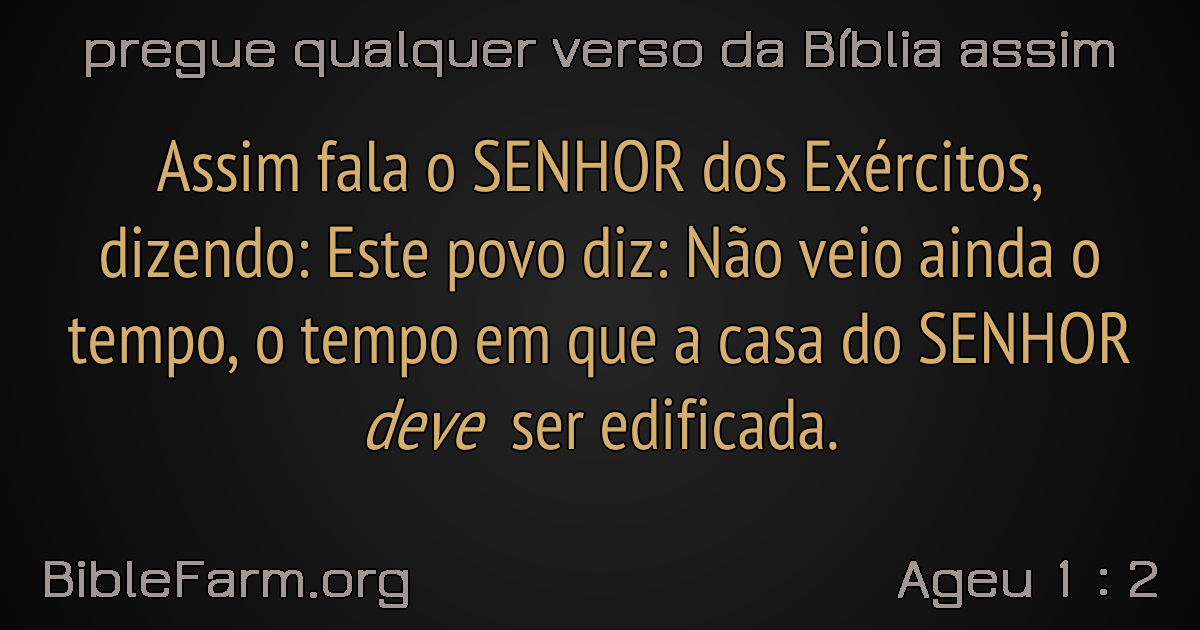 pregue qualquer verso da Bíblia assim
Assim fala o SENHOR dos Exércitos,
dizendo: Este povo diz: Não veio ainda o
tempo, o tempo em que a casa do SENHOR
deve ser edificada.
BibleFarm.org
Ageu 1 : 2